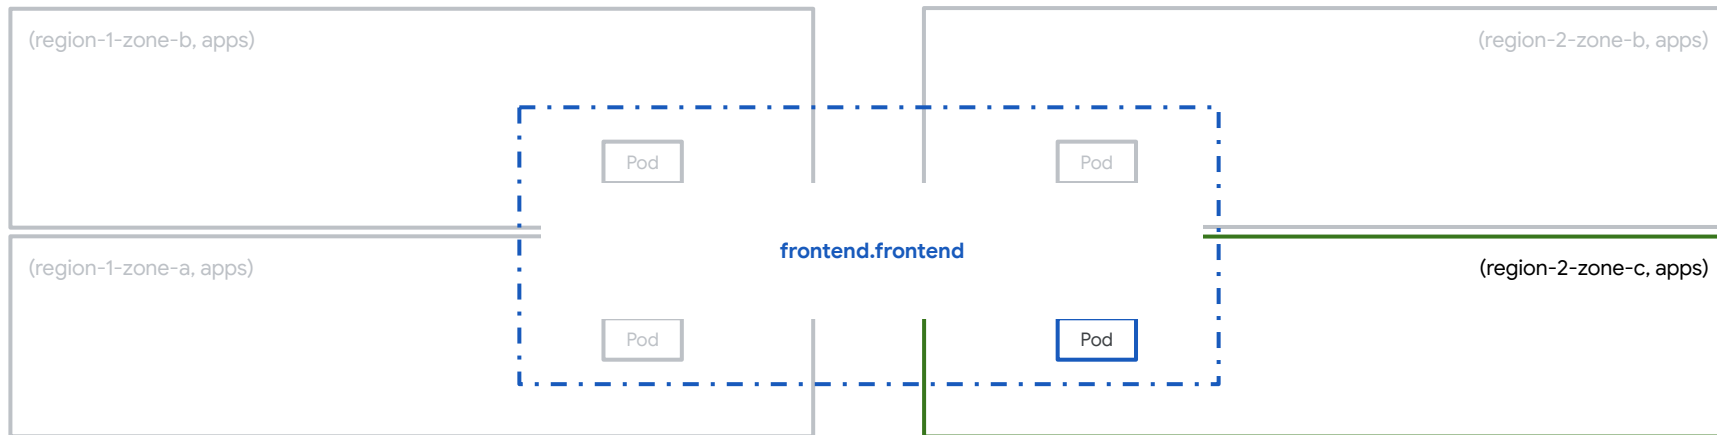 (region-1-zone-b, apps)
(region-2-zone-b, apps)
Pod
Pod
frontend.frontend
(region-1-zone-a, apps)
(region-2-zone-c, apps)
Pod
Pod